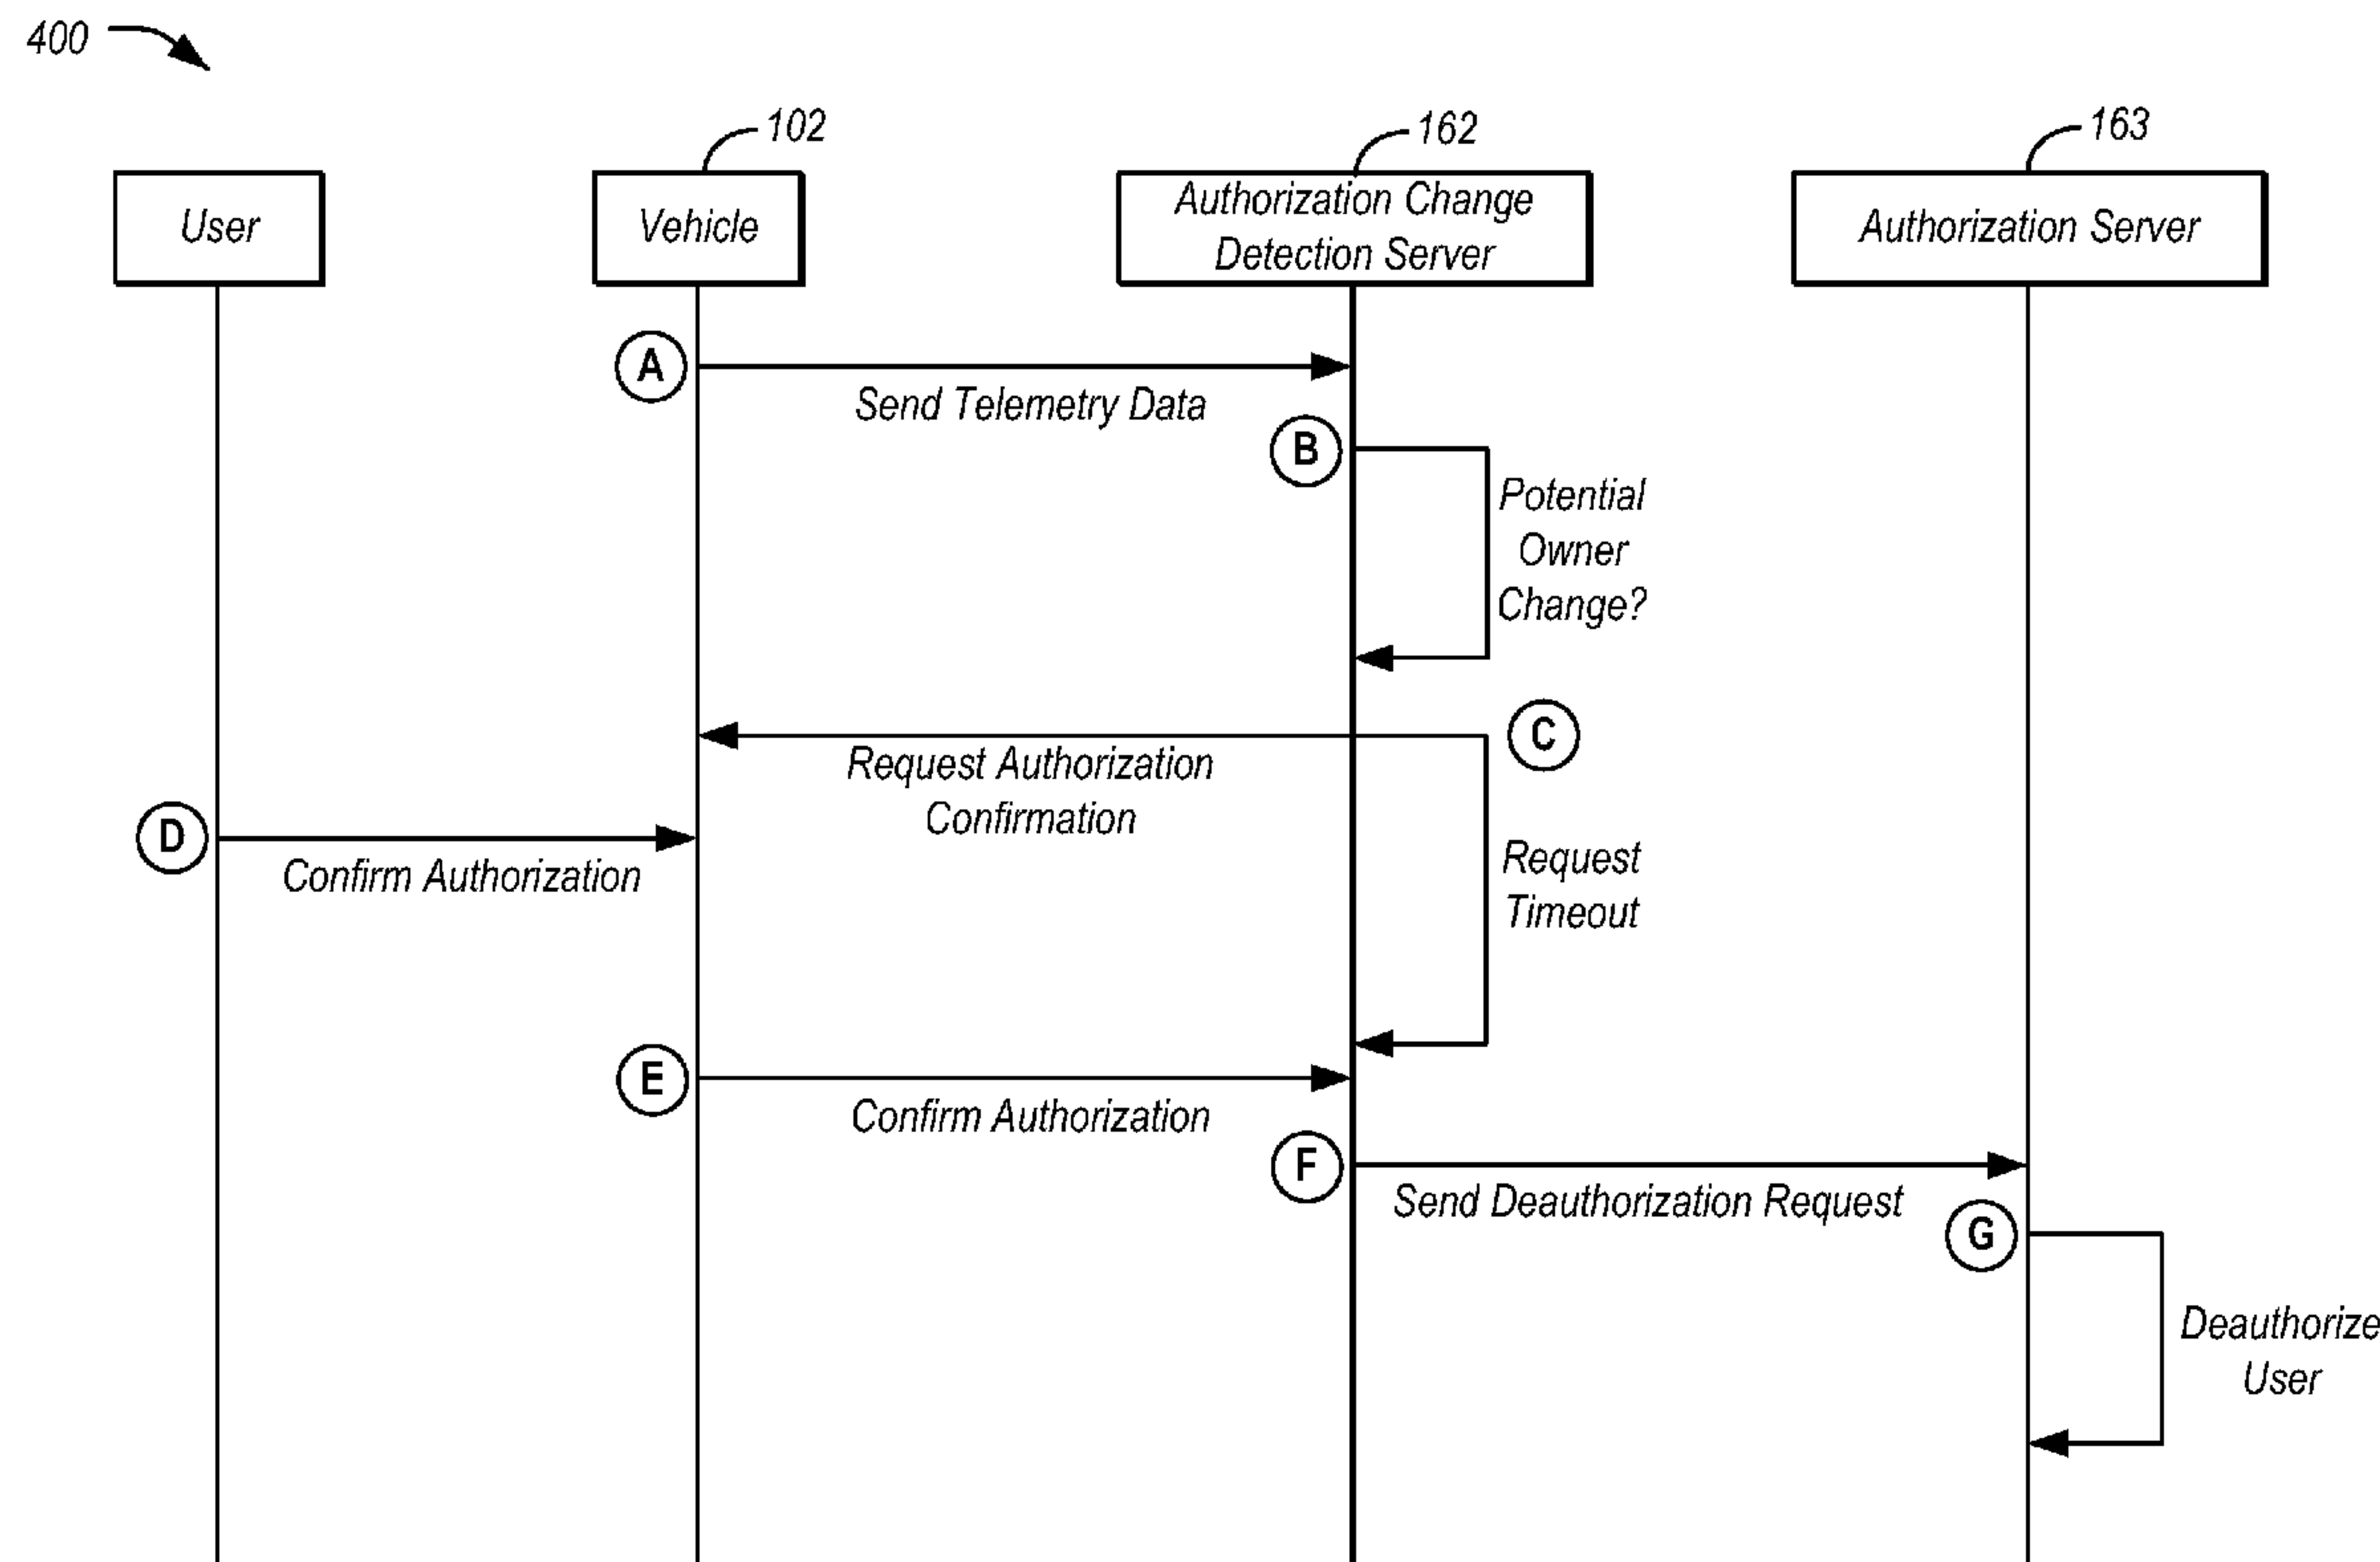 400
102
162
163
User
Vehicle
Authorization Change
Detection Server
Authorization Server
A
Send Telemetry Data
B
Potential
Owner
Change?
C
Request Authorization
Confirmation
D
Confirm Authorization
Request
Timeout
E
Confirm Authorization
F
Send Deauthorization Request
G
Deauthorize
User